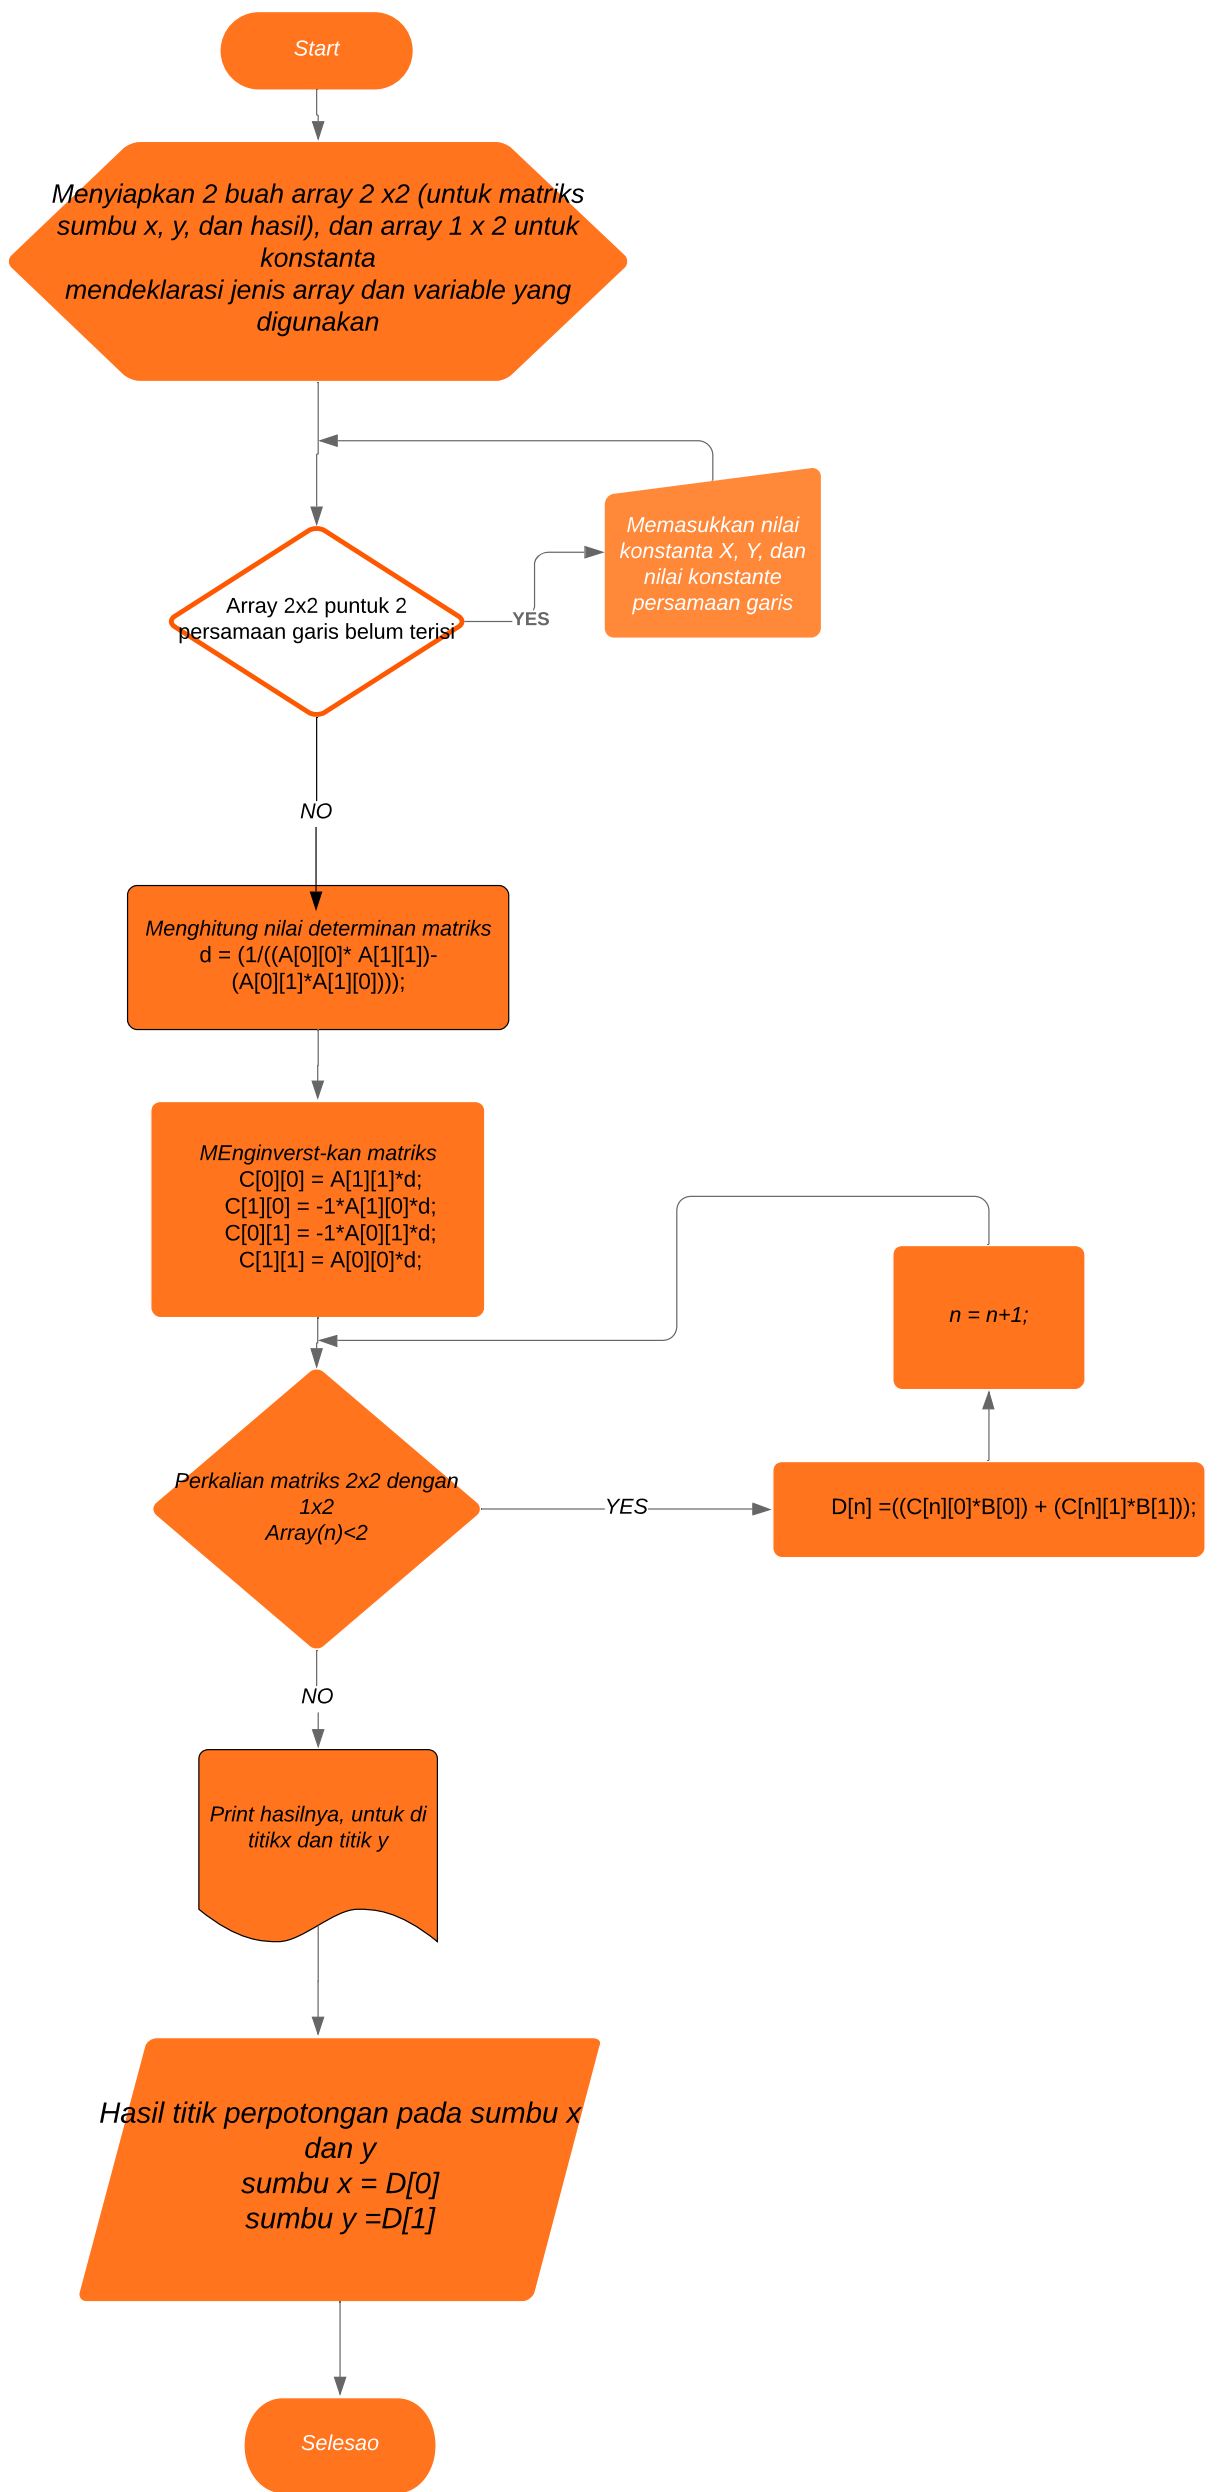 Start
Menyiapkan 2 buah array 2 x2 (untuk matriks
sumbu x, y, dan hasil), dan array 1 x 2 untuk
konstanta
mendeklarasi jenis array dan variable yang
digunakan
Memasukkan nilai
konstanta X, Y, dan
nilai konstante
persamaan garis
Array 2x2 puntuk 2
persamaan garis belum terisi
YES
NO
Menghitung nilai determinan matriks
d = (1/((A[0][0]* A[1][1])-
(A[0][1]*A[1][0])));
MEnginverst-kan matriks
C[0][0] = A[1][1]*d;
C[1][0] = -1*A[1][0]*d;
C[0][1] = -1*A[0][1]*d;
C[1][1] = A[0][0]*d;
n = n+1;
Perkalian matriks 2x2 dengan
1x2
Array(n)<2
YES
D[n] =((C[n][0]*B[0]) + (C[n][1]*B[1]));
NO
Print hasilnya, untuk di
titikx dan titik y
Hasil titik perpotongan pada sumbu x
dan y
sumbu x = D[0]
sumbu y =D[1]
Selesao